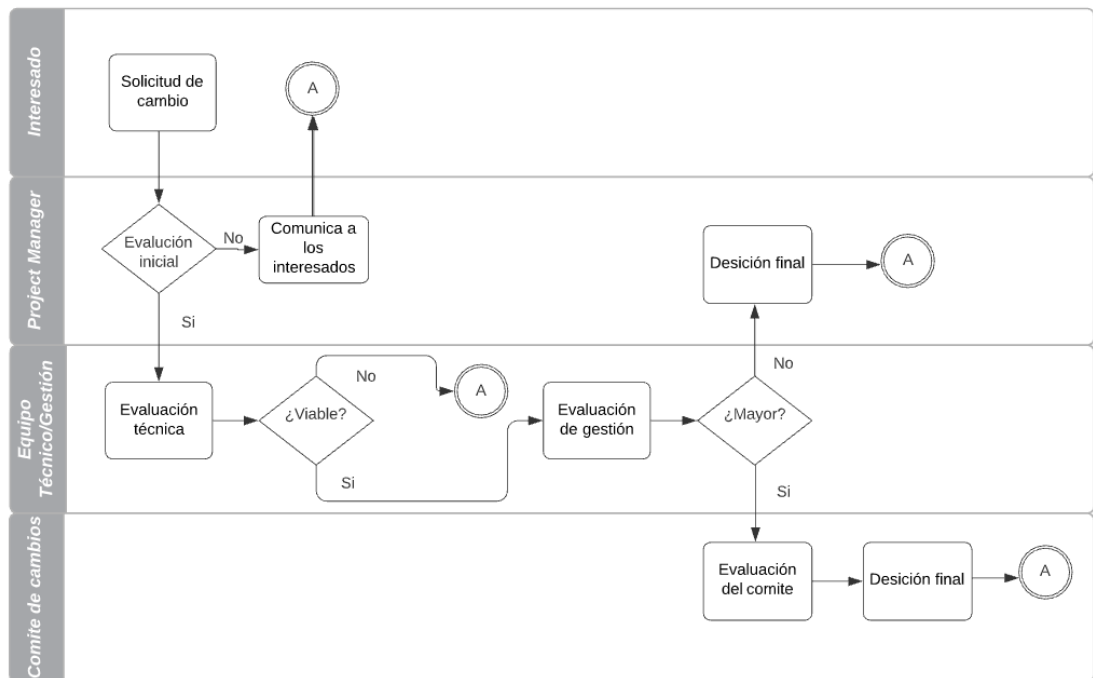 Interesado
Solicitud de
cambio
A
Project Manager
Evalución
inicial
No
Comunica a
los
interesados
Si
Desición final
A
Equipo
Técnico/Gestión
Evaluación
técnica
¿Viable?
No
A
Si
Evaluación
de gestión
¿Mayor?
No
Si
Comite de cambios
Evaluación
del comite
Desición final
A